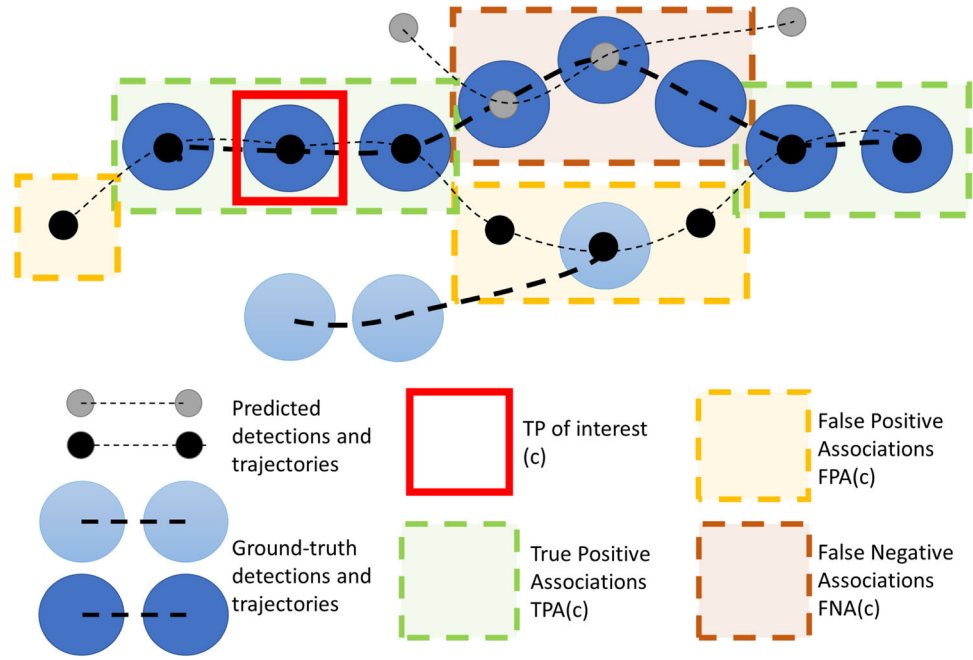 Predicted
detections and
trajectories
Ground-truth
detections and
trajectories
TP of interest
(c)
True Positive
Associations
TPA(c)
False Positive
Associations
FPA(c)
False Negative
Associations
FNA(c)